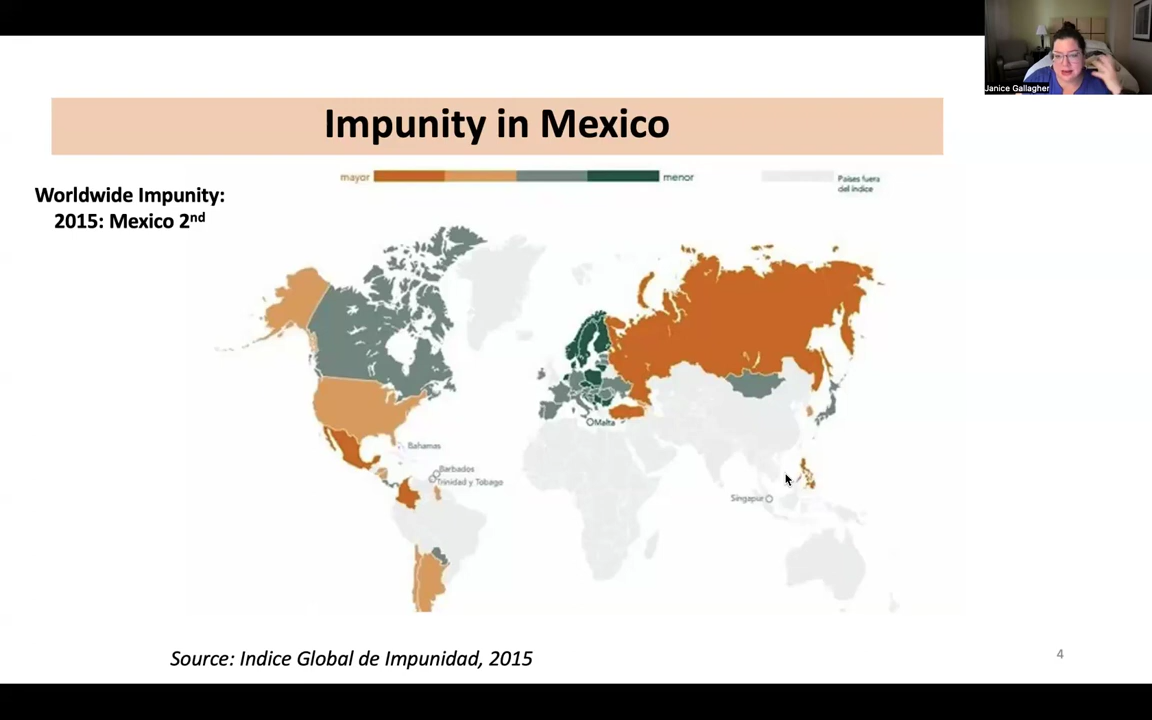 Janice Gallagher
Impunity in Mexico
mayor
menor
Países fuera
del índice
Worldwide Impunity:
2015: Mexico 2nd
Malta
Bahamas
Barbados
Trinidad y Tobago
Singapur
Source: Indice Global de Impunidad, 2015
4